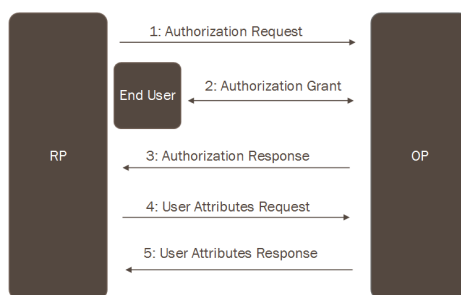 1: Authorization Request
End User
2: Authorization Grant
RP
3: Authorization Response
OP
4: User Attributes Request
5: User Attributes Response